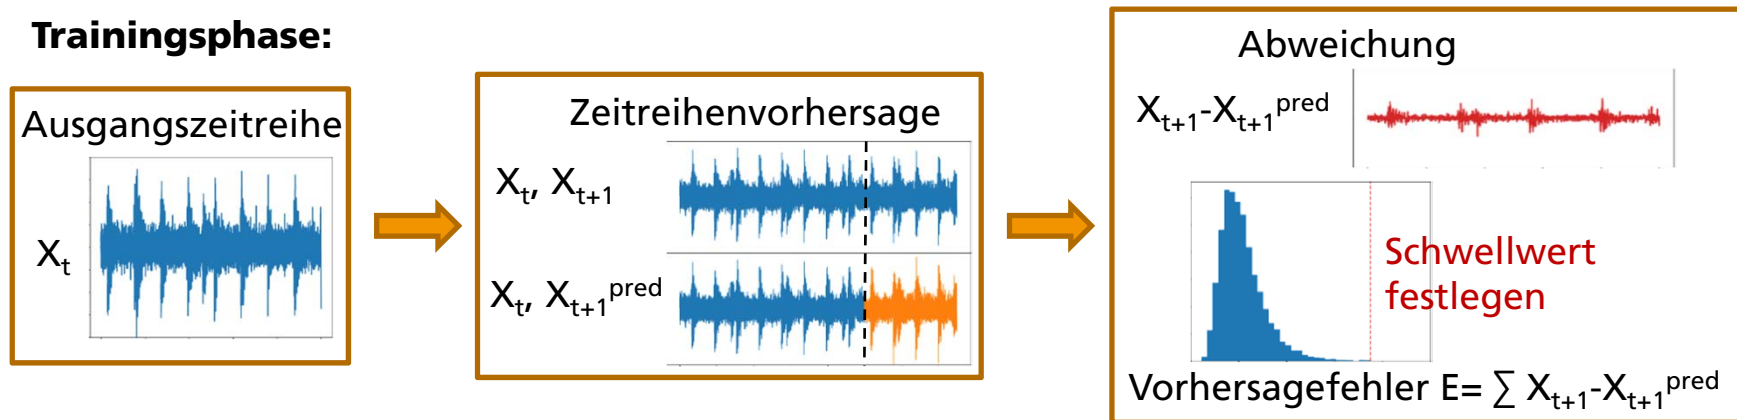 Trainingsphase:
Ausgangszeitreihe
Xₜ
Zeitreihenvorhersage
Xₜ, Xₜ₊₁
Xₜ, Xₜ₊₁ᵖʳᵉᵈ
Abweichung
Xₜ₊₁-Xₜ₊₁ᵖʳᵉᵈ
Schwellwert
festlegen
Vorhersagefehler E= ∑ Xₜ₊₁-Xₜ₊₁ᵖʳᵉᵈ